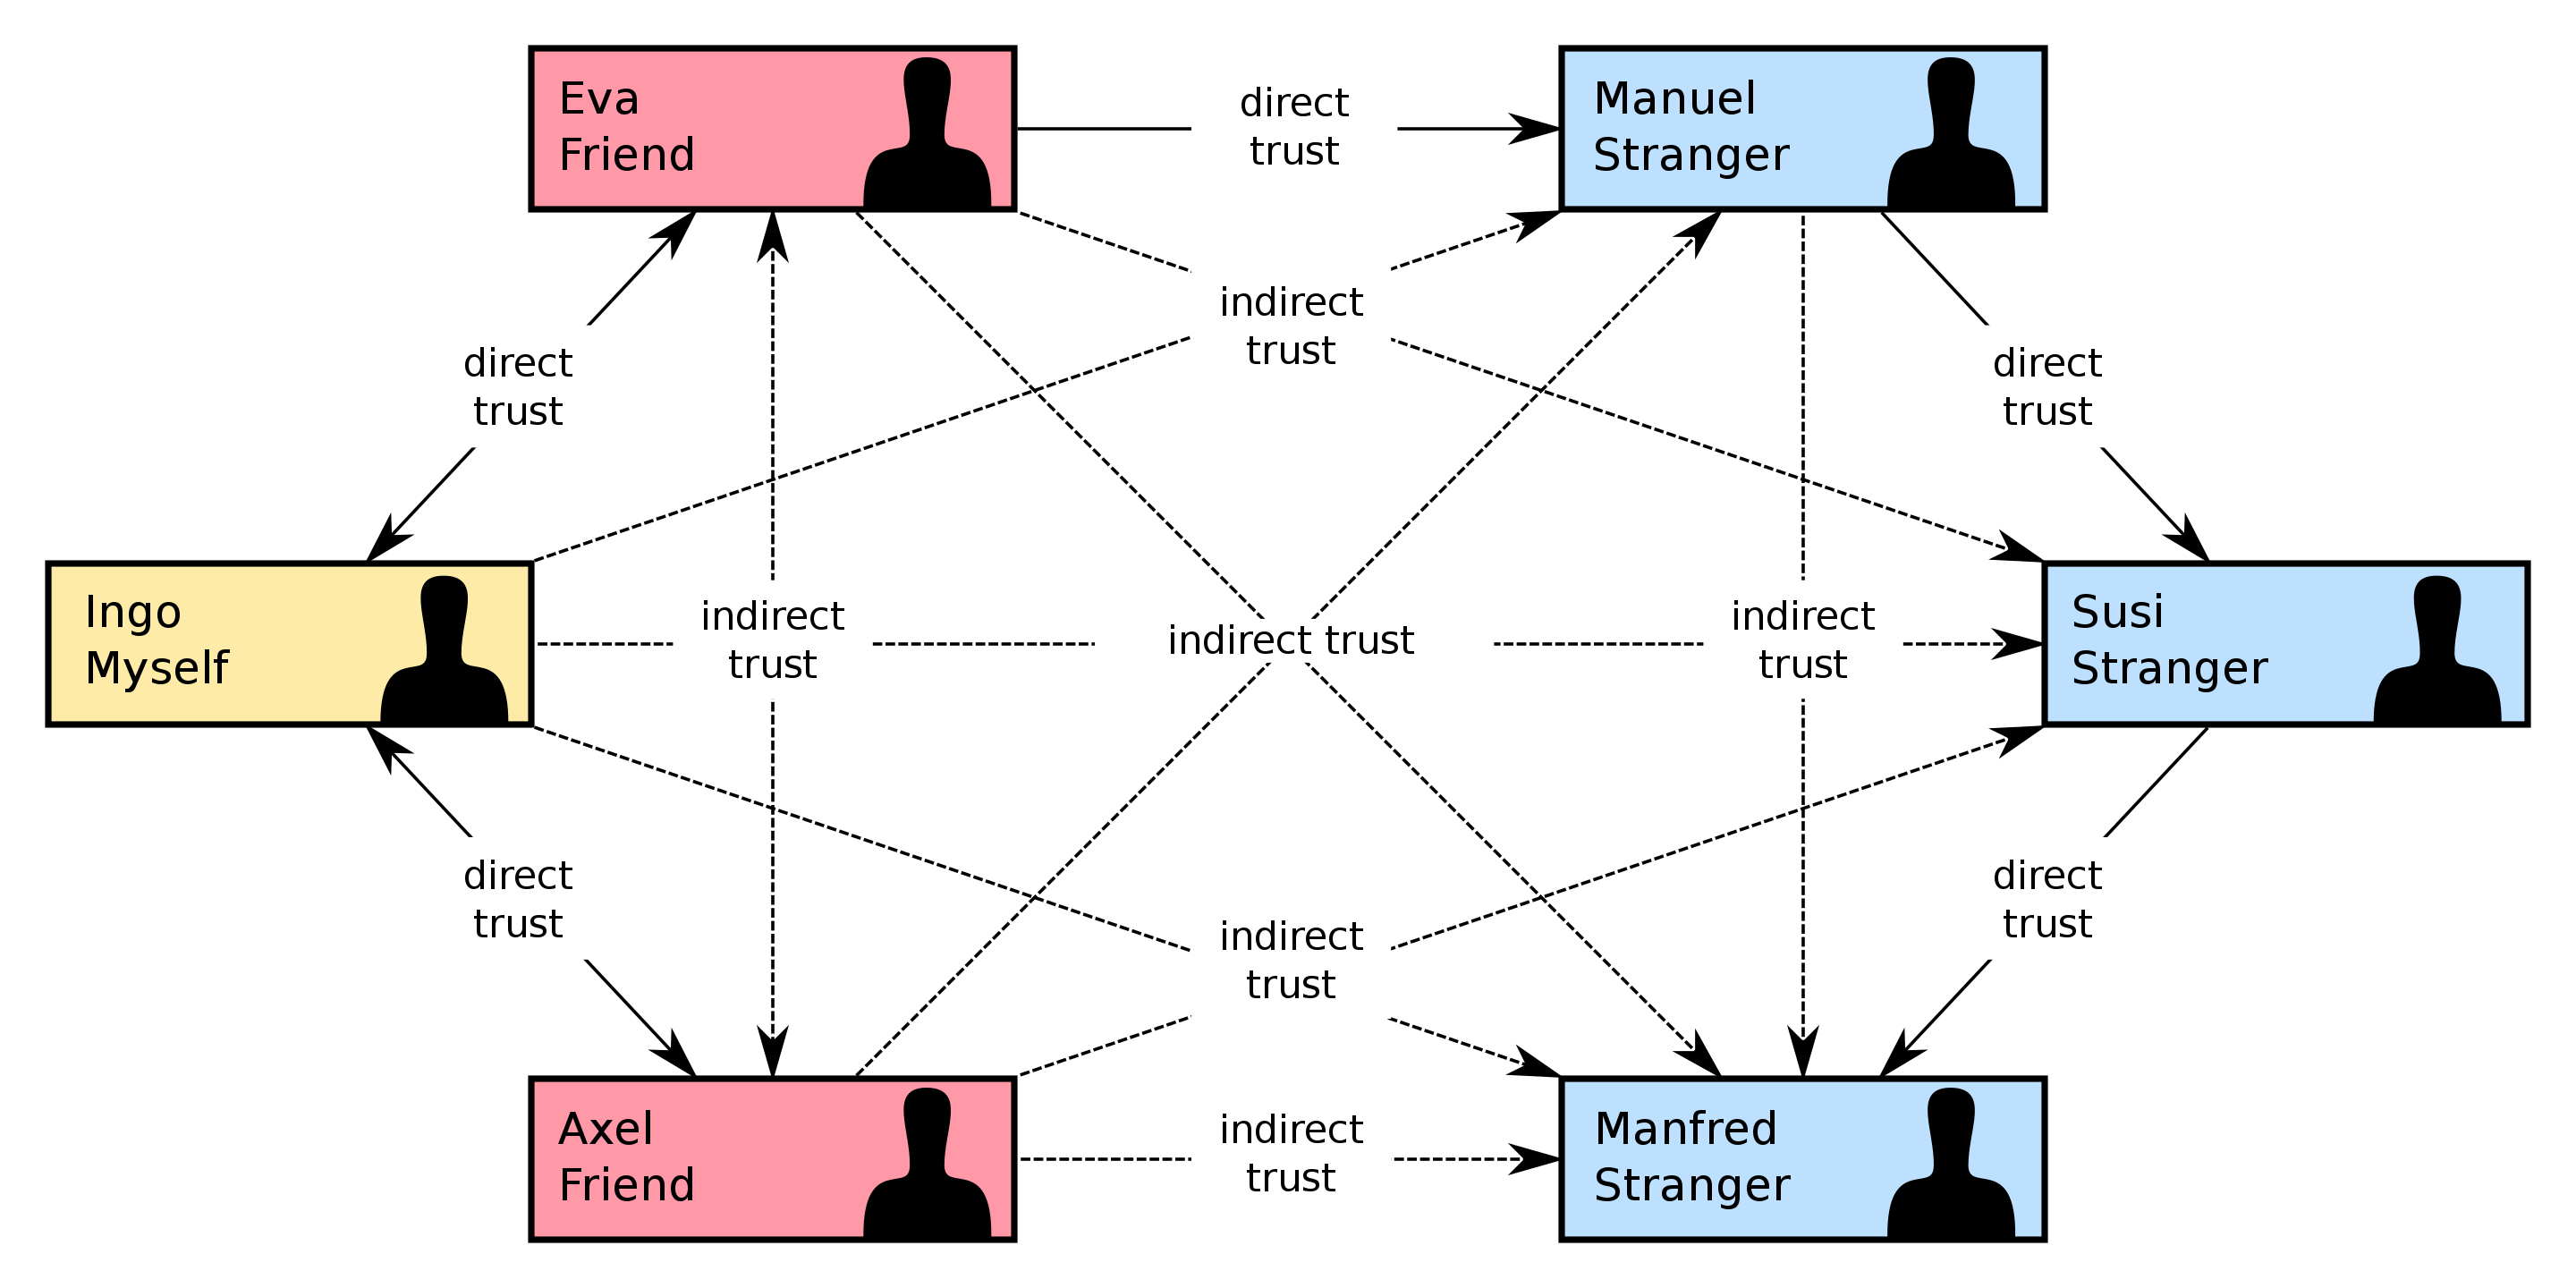 Eva
Friend
direct
trust
Manuel
Stranger
indirect
trust
direct
trust
direct
trust
Ingo
Myself
indirect
trust
indirect trust
indirect
trust
Susi
Stranger
direct
trust
indirect
trust
direct
trust
Axel
Friend
indirect
trust
Manfred
Stranger